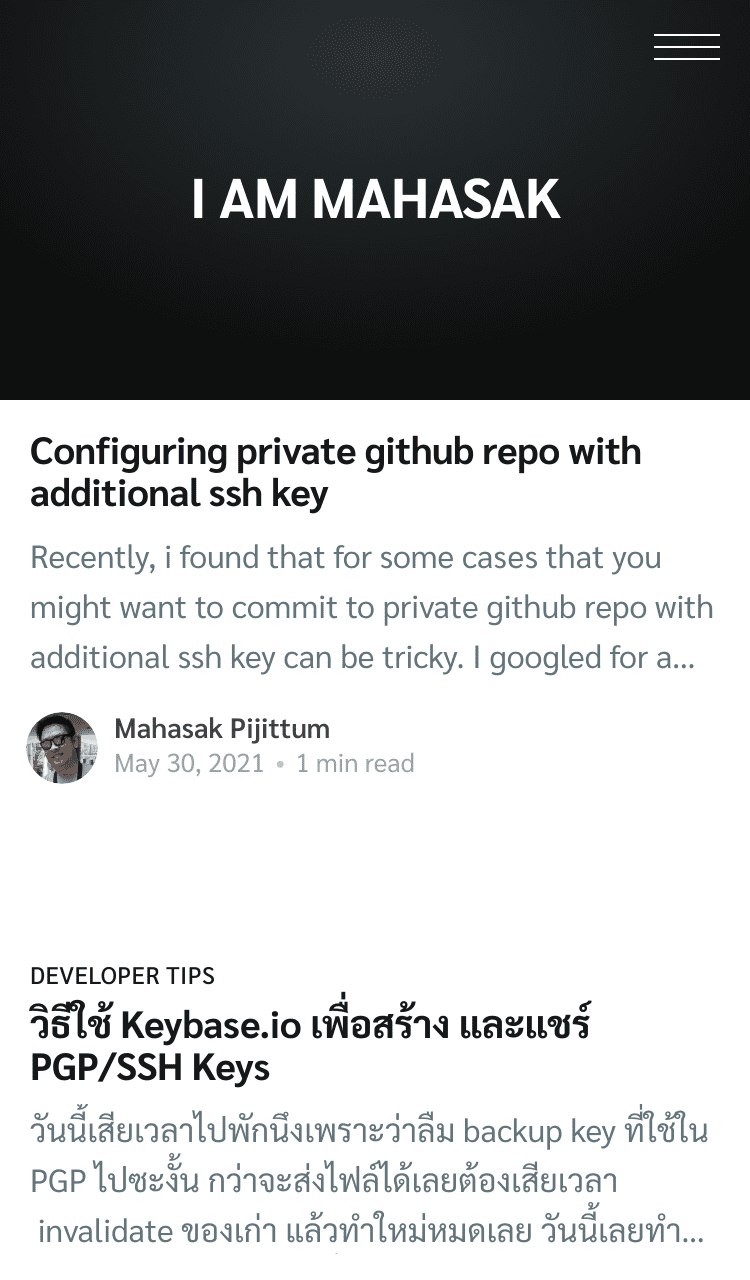 I AM MAHASAK
Configuring private github repo with
additional ssh key
Recently, i found that for some cases that you
might want to commit to private github repo with
additional ssh key can be tricky. I googled for a...
Mahasak Pijittum
May 30, 2021 • 1 min read
DEVELOPER TIPS
วิธีใช้ Keybase.io เพื่อสร้าง และแชร์
PGP/SSH Keys
วันนี้เสียเวลาไปพักนึงเพราะว่าลืม backup key ที่ใช้ใน
PGP ไปซะงั้น กว่าจะส่งไฟล์ได้เลยต้องเสียเวลา
invalidate ของเก่า แล้วทำใหม่หมดเลย วันนี้เลยทำ...